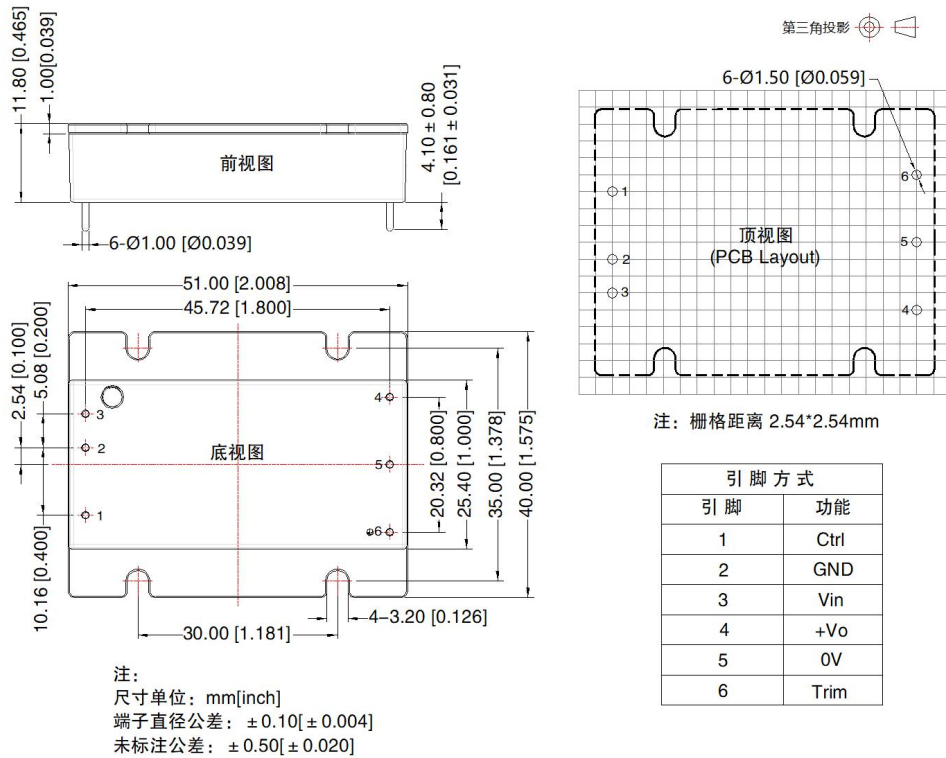 第三角投影
11.80 [0.465]
1.00[0.039]
4.10 ± 0.80
[0.161 ± 0.031]
前视图
6-Ø1.00 [Ø0.039]
6-Ø1.50 [Ø0.059]
1
2
3
6
5
4
顶视图
(PCB Layout)
注：栅格距离 2.54*2.54mm
51.00 [2.008]
45.72 [1.800]
2.54 [0.100]
5.08 [0.200]
10.16 [0.400]
3
2
1
4
5
6
底视图
20.32 [0.800]
25.40 [1.000]
35.00 [1.378]
40.00 [1.575]
4-3.20 [0.126]
30.00 [1.181]
引 脚 方 式
引 脚 功能
1 Ctrl
2 GND
3 Vin
4 +Vo
5 0V
6 Trim
注：
尺寸单位：mm[inch]
端子直径公差：±0.10[±0.004]
未标注公差：±0.50[±0.020]